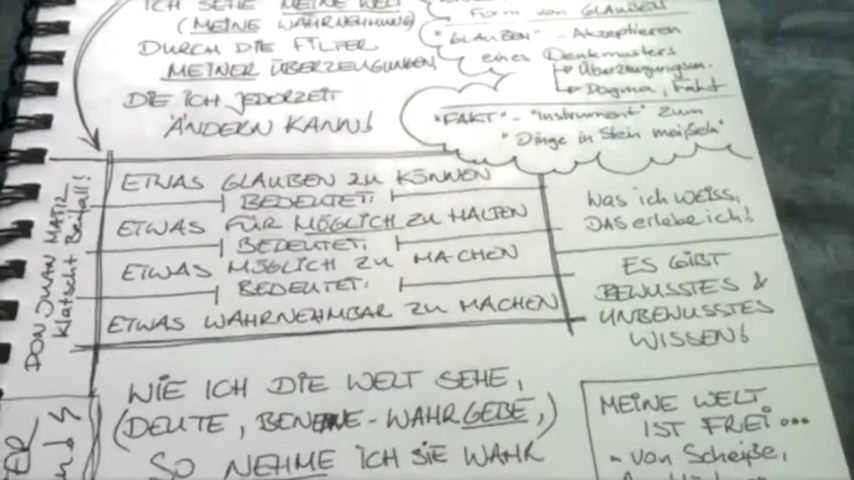 ICH SEHE MEINE WELT
(MEINE WAHRNEHMUNG)
DURCH DIE FILTER
MEINER ÜBERZEUGUNGEN,
DIE ICH JEDERZEIT
ÄNDERN KANN!
Form von GLAUBEN
"GLAUBEN" - Akzeptieren
eines Denkmusters
Überzeugung
Dogma, Fakt
"FAKT" - "Instrument" zum
"Dinge in Stein meißeln"
DON JUAN MATUZ
Klatscht Beifall!
ETWAS GLAUBEN ZU KÖNNEN
BEDEUTET:
ETWAS FÜR MÖGLICH ZU HALTEN
BEDEUTET:
ETWAS MÖGLICH ZU MACHEN
BEDEUTET:
ETWAS WAHRNEHMBAR ZU MACHEN
Was ich WEISS,
DAS erlebe ich!
ES GIBT
BEWUSSTES &
UNBEWUSSTES
WISSEN!
WIE ICH DIE WELT SEHE,
(DEUTE, BENENNE - WAHRGEBE,)
SO NEHME ICH SIE WAHR
MEINE WELT
IST FREI...
- von Scheiße,